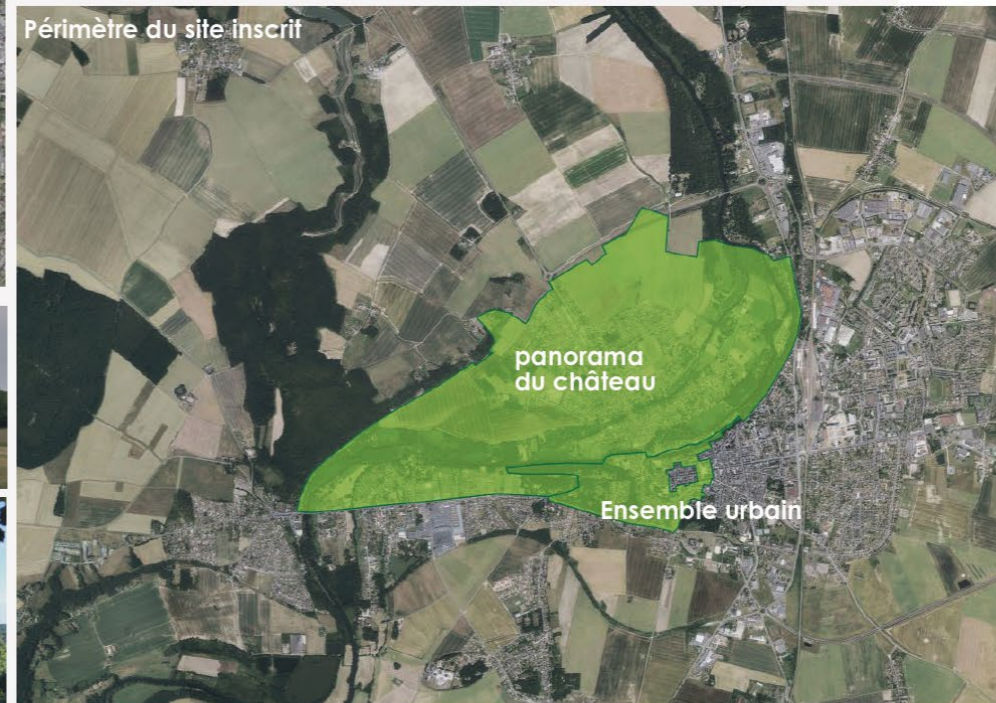 Périmètre du site inscrit
panorama
du château
Ensemble urbain